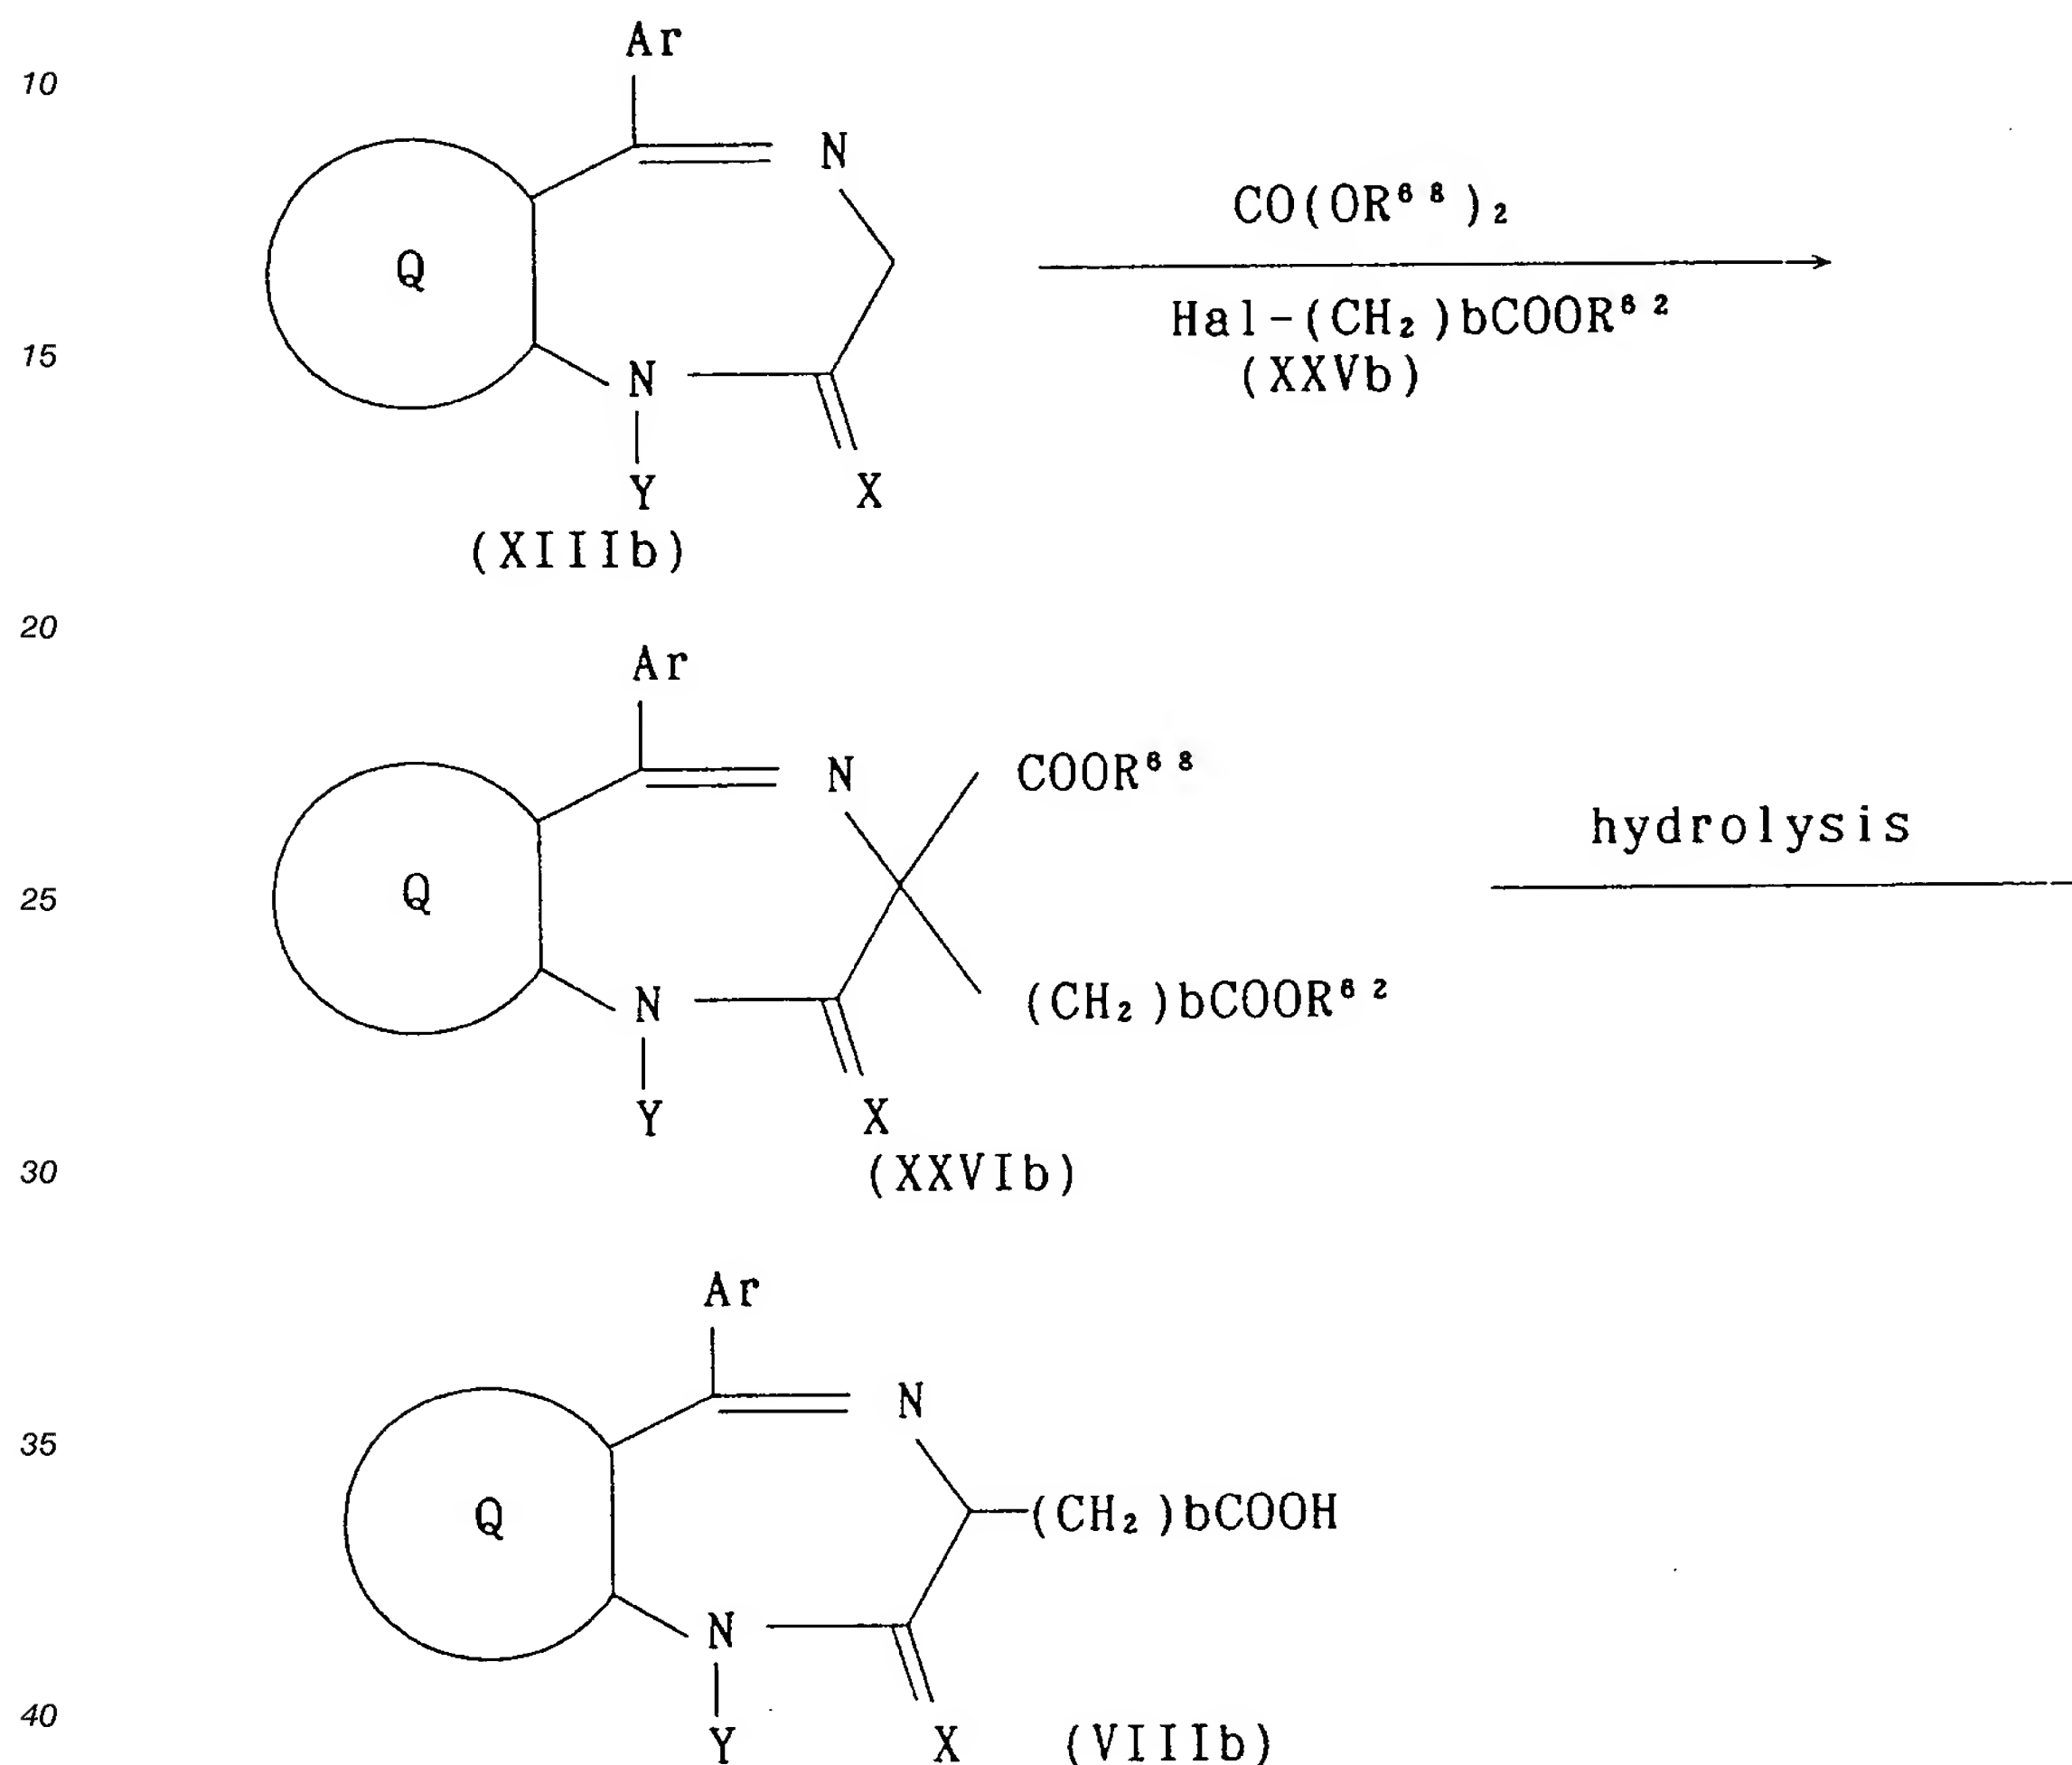 Ar
10
N
CO(OR⁶⁸)₂
Q
Hal-(CH₂)bCOOR⁶²
15
N
(XXVb)
Y
X
(XIIIb)
20
Ar
N
COOR⁶⁸
hydrolysis
Q
25
N
(CH₂)bCOOR⁶²
Y
X
30
(XXVIb)
Ar
N
35
Q
(CH₂)bCOOH
N
40
Y
X
(VIIIb)